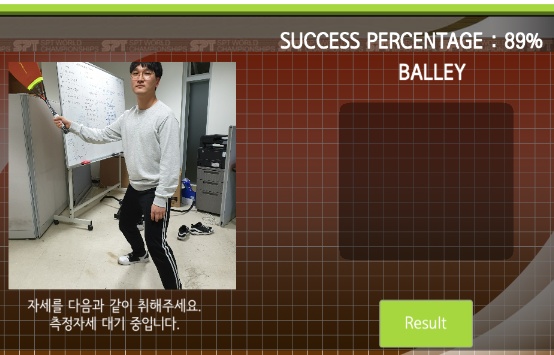 SUCCESS PERCENTAGE : 89%
BALLEY
자세를 다음과 같이 취해주세요.
측정자세 대기 중입니다.
Result